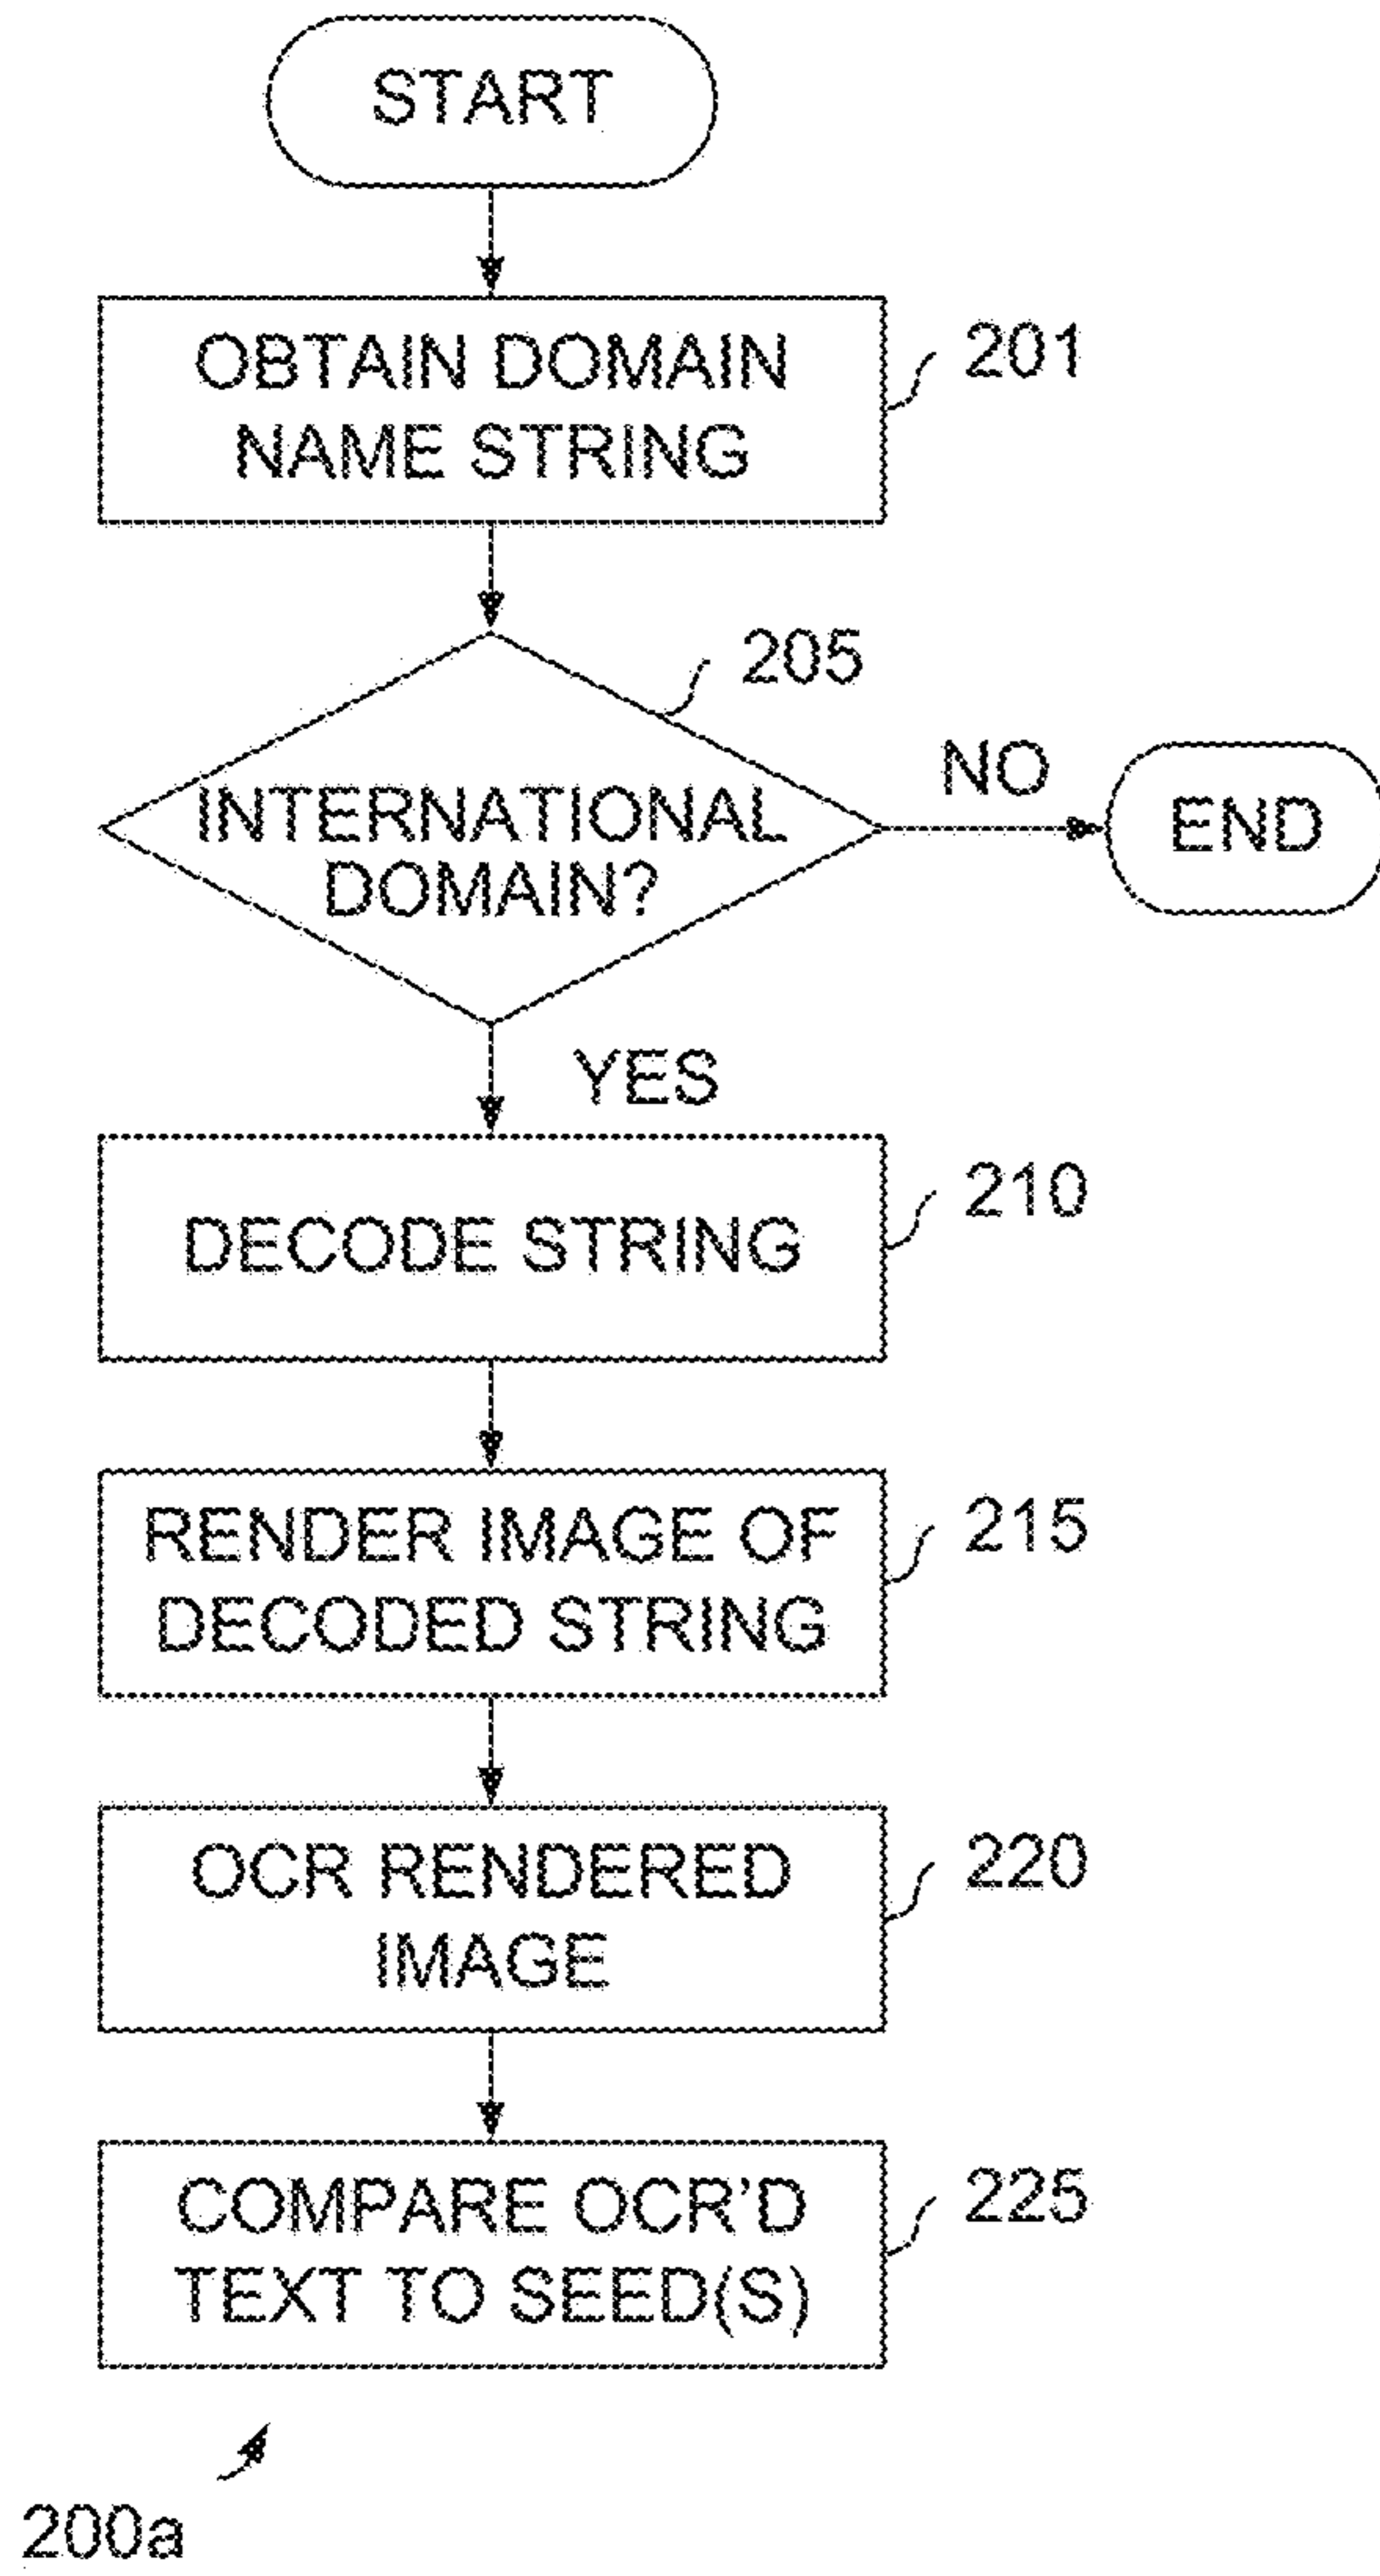 START
OBTAIN DOMAIN
NAME STRING
201
205
INTERNATIONAL
DOMAIN?
NO
END
YES
DECODE STRING
210
RENDER IMAGE OF
DECODED STRING
215
OCR RENDERED
IMAGE
220
COMPARE OCR’D
TEXT TO SEED(S)
225
200a